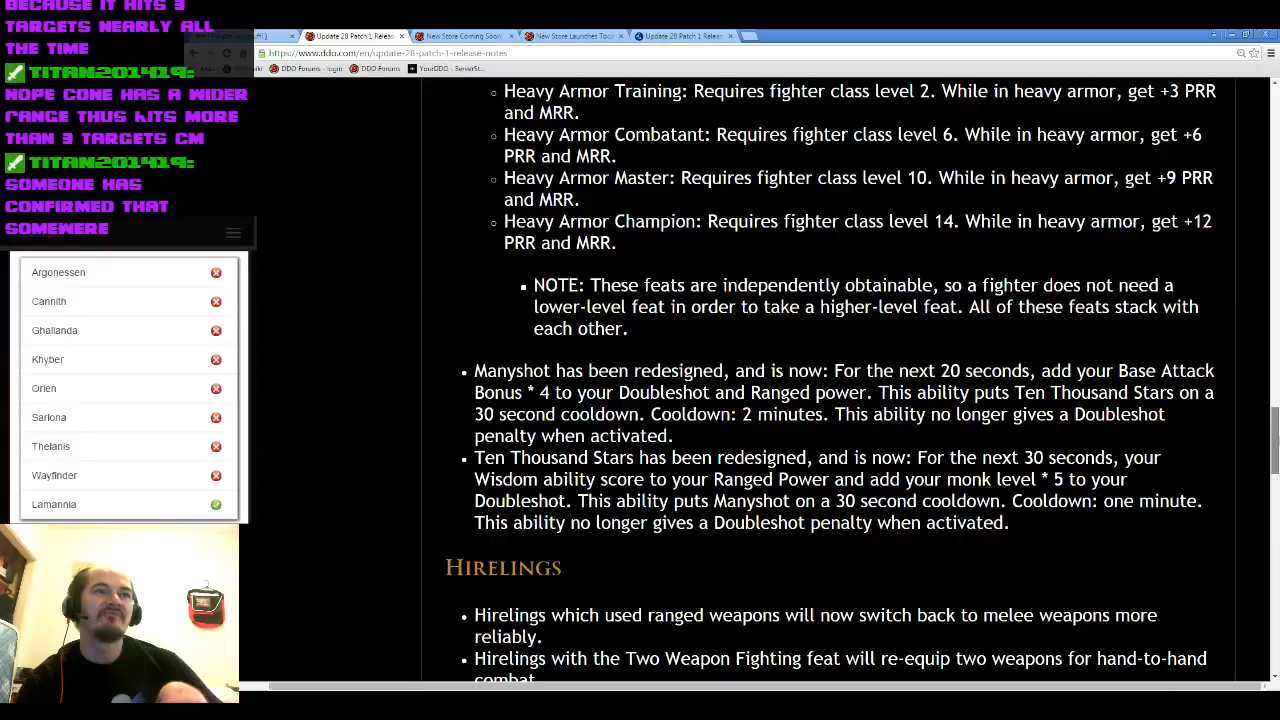 BECAUSE IT HITS 3
TARGETS NEARLY ALL
THE TIME
TITAN201419:
NOPE CONE HAS A WIDER
RANGE THUS HITS MORE
THAN 3 TARGETS GM
TITAN201419:
SOMEONE HAS
CONFIRMED THAT
SOMEWERE
Argonessen
Cannith
Ghallanda
Khyber
Orien
Sarlona
Thelanis
Wayfinder
Lamannia
Update 28 Patch 1 Releas
New Store Coming Soon
New Store Launches Tod
Update 28 Patch 1 Releas
https://www.ddo.com/en/update-28-patch-1-release-notes
DDO Forums - login
DDO Forums
YourDDO - ServerSt...
Heavy Armor Training: Requires fighter class level 2. While in heavy armor, get +3 PRR
and MRR.
Heavy Armor Combatant: Requires fighter class level 6. While in heavy armor, get +6
PRR and MRR.
Heavy Armor Master: Requires fighter class level 10. While in heavy armor, get +9 PRR
and MRR.
Heavy Armor Champion: Requires fighter class level 14. While in heavy armor, get +12
PRR and MRR.
NOTE: These feats are independently obtainable, so a fighter does not need a
lower-level feat in order to take a higher-level feat. All of these feats stack with
each other.
Manyshot has been redesigned, and is now: For the next 20 seconds, add your Base Attack
Bonus * 4 to your Doubleshot and Ranged power. This ability puts Ten Thousand Stars on a
30 second cooldown. Cooldown: 2 minutes. This ability no longer gives a Doubleshot
penalty when activated.
Ten Thousand Stars has been redesigned, and is now: For the next 30 seconds, your
Wisdom ability score to your Ranged Power and add your monk level * 5 to your
Doubleshot. This ability puts Manyshot on a 30 second cooldown. Cooldown: one minute.
This ability no longer gives a Doubleshot penalty when activated.
HIRELINGS
Hirelings which used ranged weapons will now switch back to melee weapons more
reliably.
Hirelings with the Two Weapon Fighting feat will re-equip two weapons for hand-to-hand
combat.